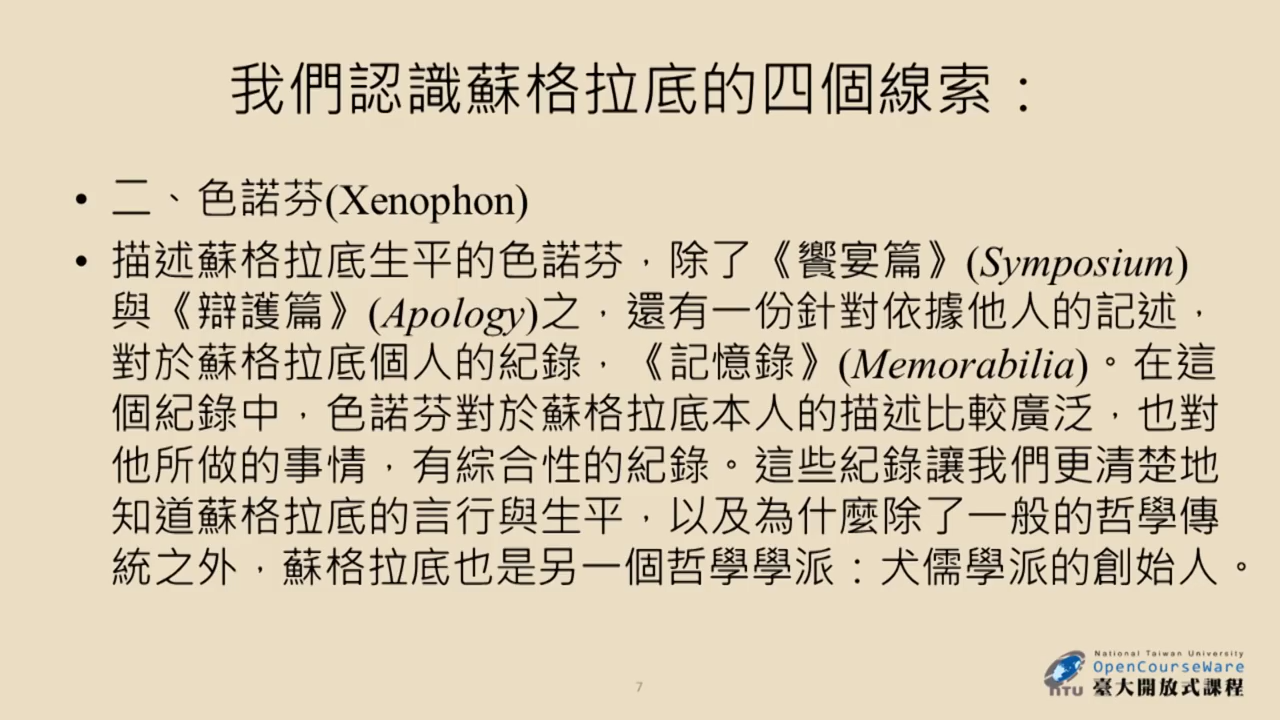 我們認識蘇格拉底的四個線索：
• 二、色諾芬(Xenophon)
• 描述蘇格拉底生平的色諾芬，除了《饗宴篇》(Symposium)
與《辯護篇》(Apology)之，還有一份針對依據他人的記述，
對於蘇格拉底個人的紀錄，《記憶錄》(Memorabilia)。在這
個紀錄中，色諾芬對於蘇格拉底本人的描述比較廣泛，也對
他所做的事情，有綜合性的紀錄。這些紀錄讓我們更清楚地
知道蘇格拉底的言行與生平，以及為什麼除了一般的哲學傳
統之外，蘇格拉底也是另一個哲學學派：犬儒學派的創始人。
7
National Taiwan University
OpenCourseWare
NTU 臺大開放式課程